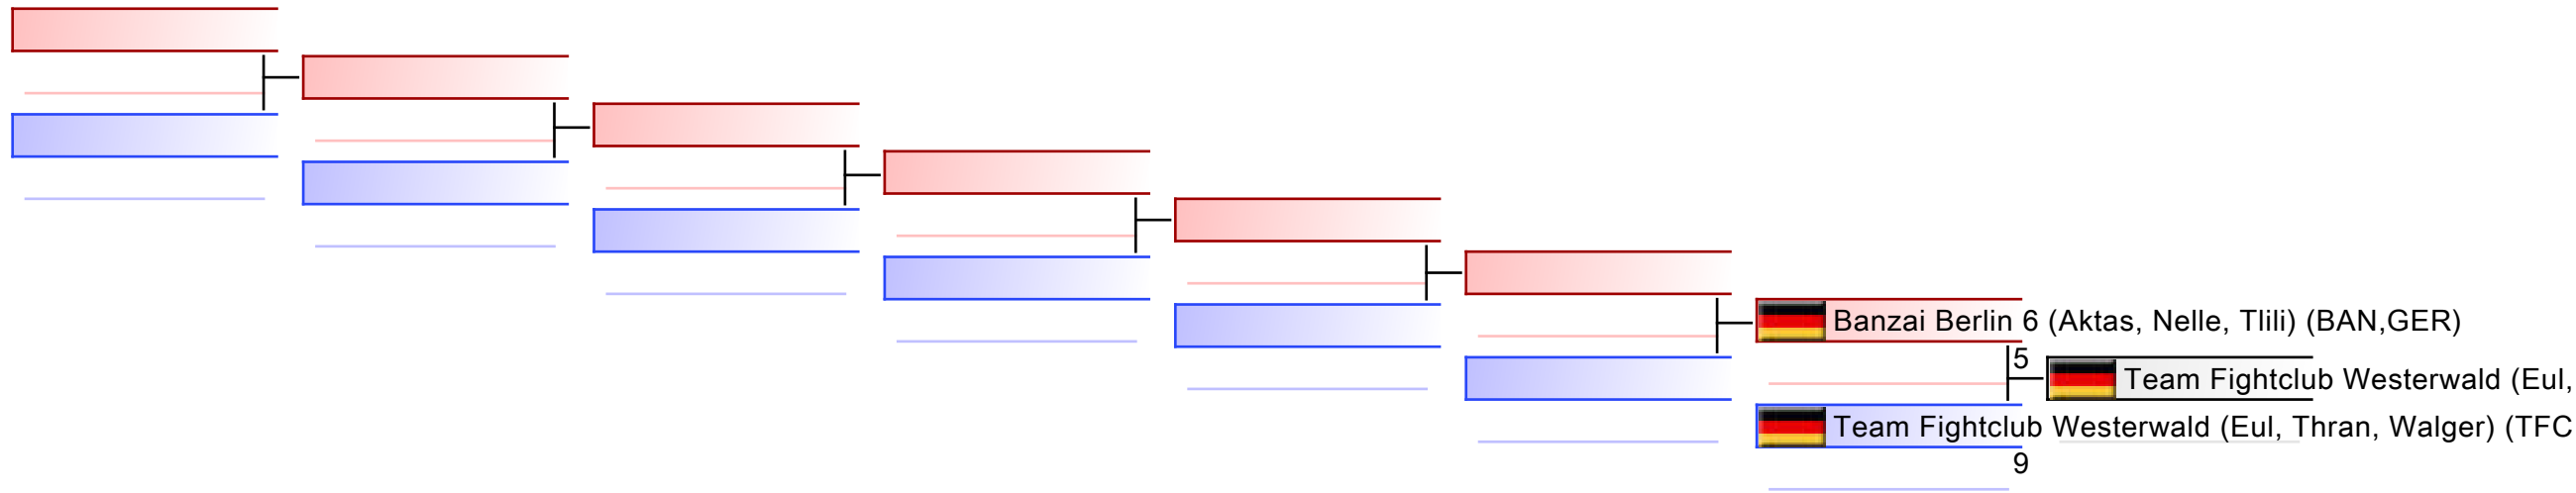 Banzai Berlin 6 (Aktas, Nelle, Tlili) (BAN,GER)
5
Team Fightclub Westerwald (Eul,
Team Fightclub Westerwald (Eul, Thran, Walger) (TFC
9